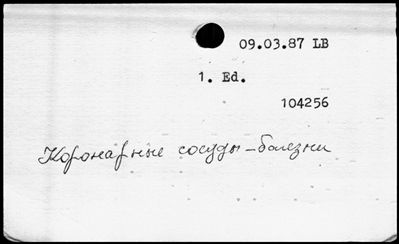 09.03.87 LB
1. Ed.
104256
Коронарные сосуды - болезни